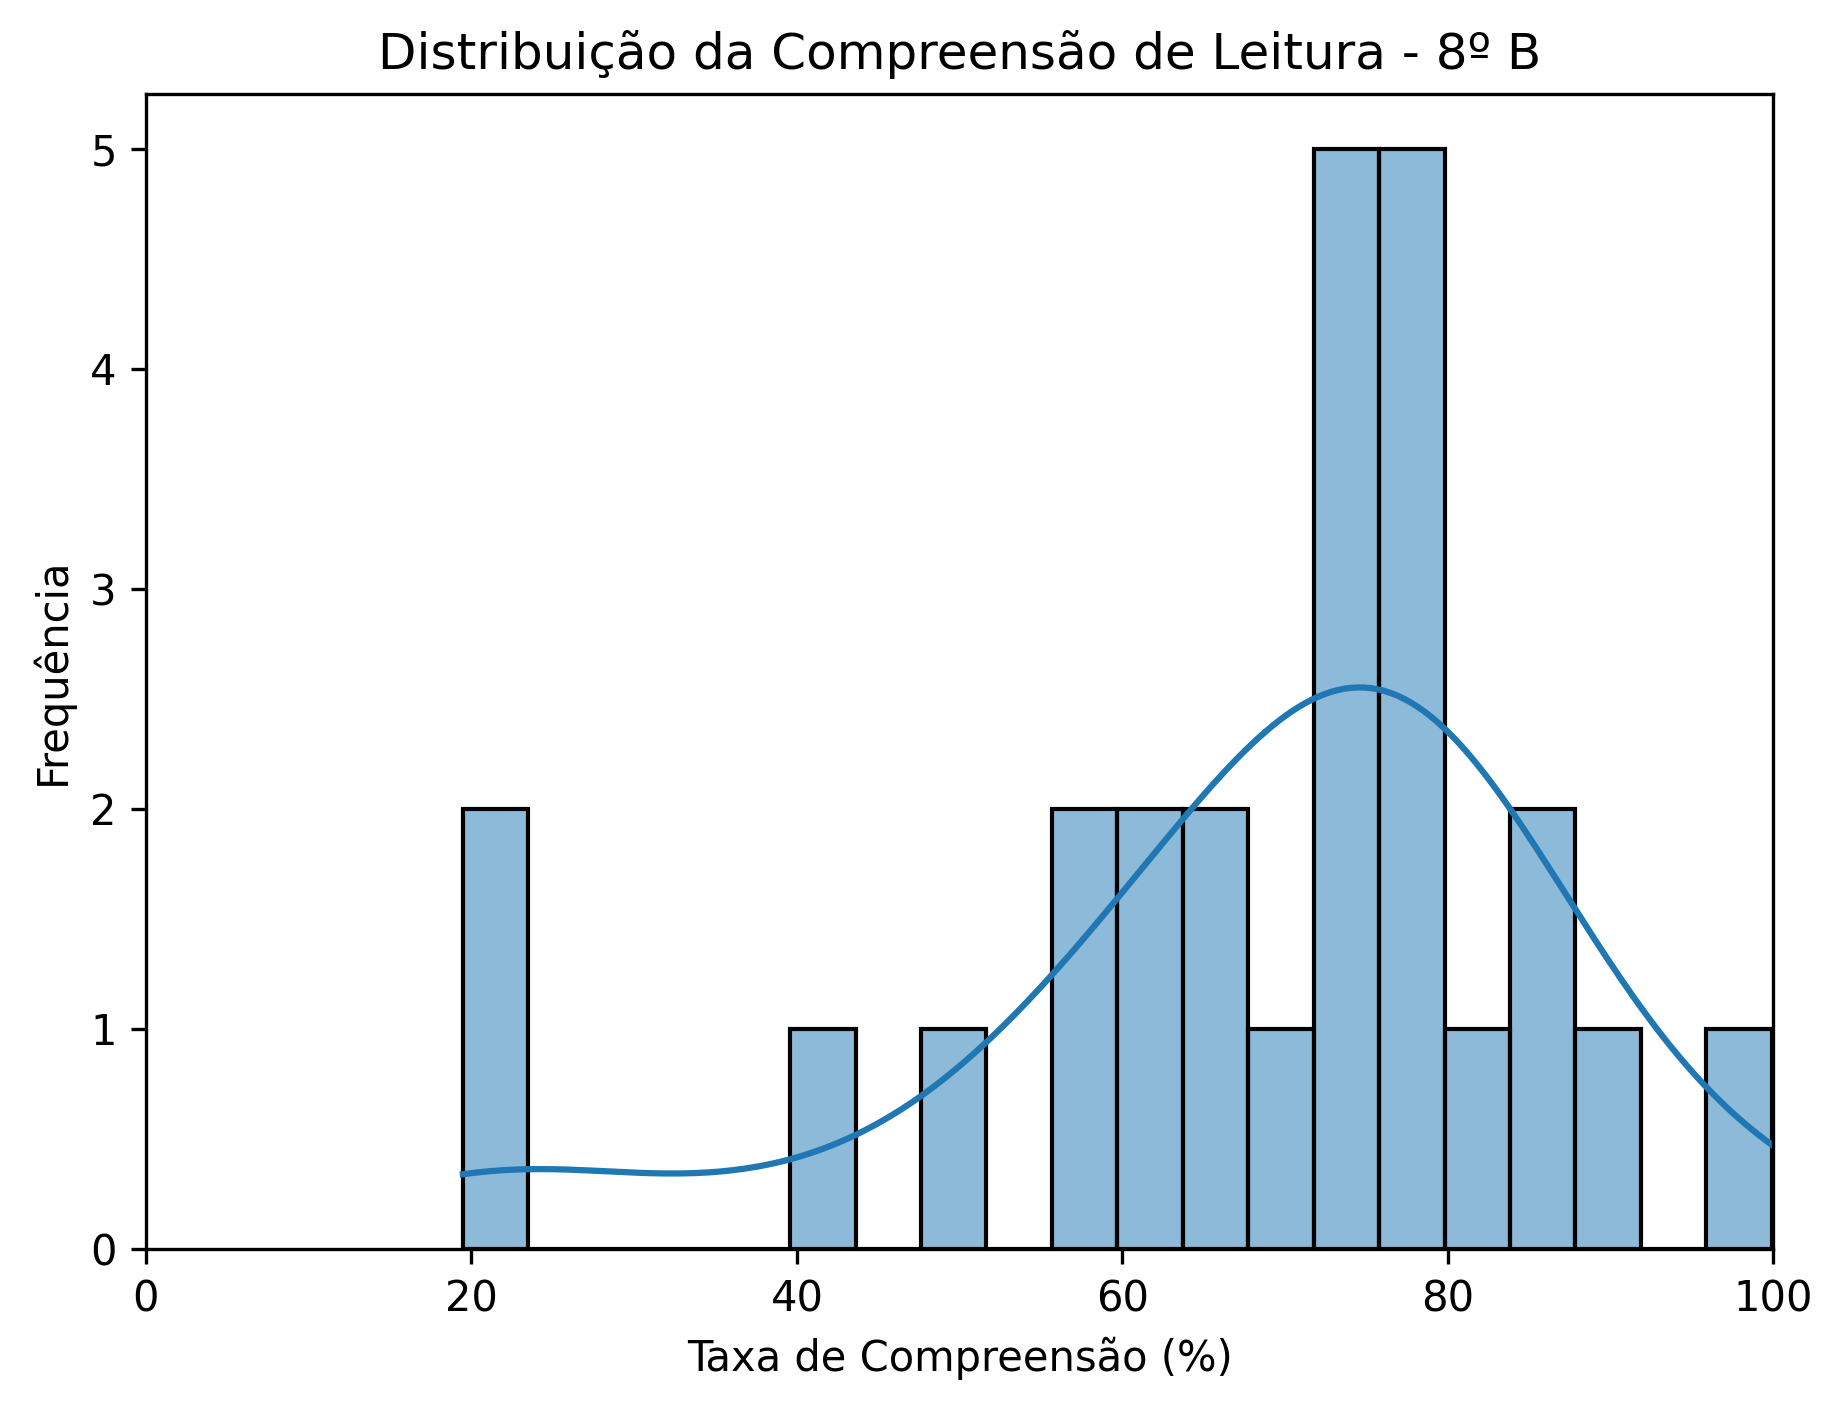 Distribuição da Compreensão de Leitura - 8º B
5
4
3
2
1
0
Frequência
0 20 40 60 80 100
Taxa de Compreensão (%)